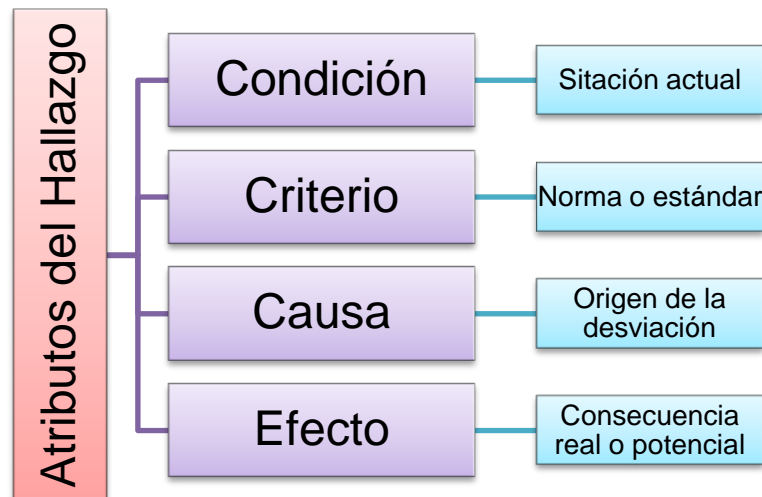 Atributos del Hallazgo
Condición
Sitación actual
Criterio
Norma o estándar
Causa
Origen de la
desviación
Efecto
Consecuencia
real o potencial